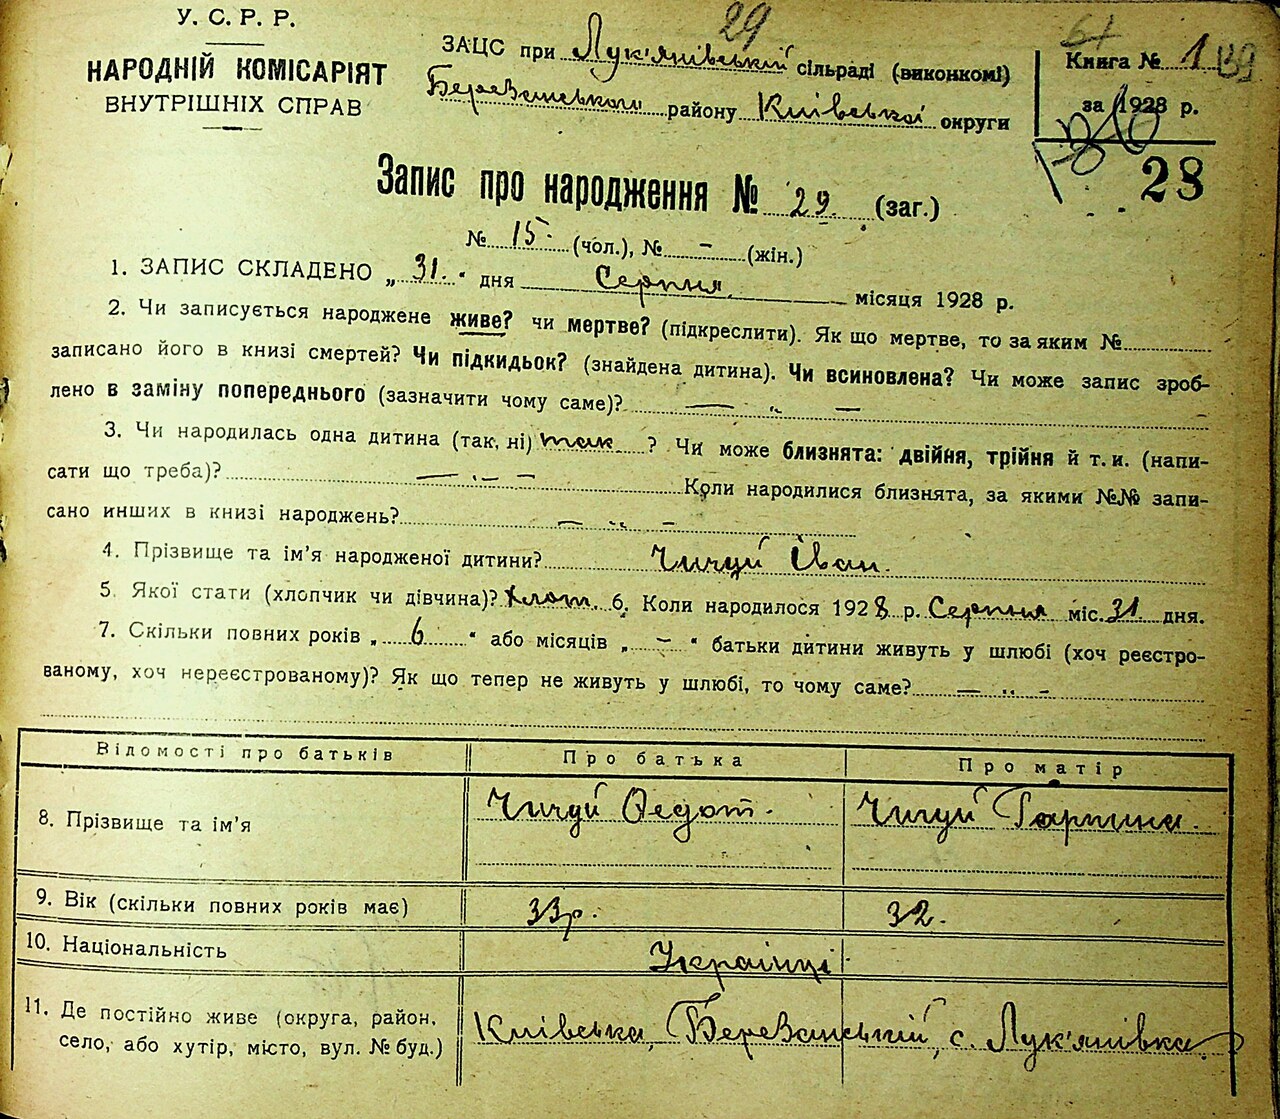 У. С. Р. Р.
НАРОДНІЙ КОМІСАРІЯТ
ВНУТРІШНІХ СПРАВ
29
ЗАЦС при Лук'янівській сільраді (виконкомі)
Березанського району Київської округи
Книга № 1
за 1928 р.
28
Запис про народження № 29. (заг.)
№ 15 (чол.), № – (жін.)
1. ЗАПИС СКЛАДЕНО „ 31. “ дня Серпня місяця 1928 р.
2. Чи записується народжене живе? чи мертве? (підкреслити). Як що мертве, то за яким №
записано його в книзі смертей? Чи підкидьок? (знайдена дитина). Чи всиновлена? Чи може запис зроб-
лено в заміну попереднього (зазначити чому саме)? — „ —
3. Чи народилась одна дитина (так, ні) так ? Чи може близнята: двійня, трійня й т. и. (напи-
сати що треба)? — „ — Коли народилися близнята, за якими №№ запи-
сано инших в книзі народжень? — „ —
4. Прізвище та ім'я народженої дитини? Чичуй Іван.
5. Якої стати (хлопчик чи дівчина)? Хлоп. 6. Коли народилося 1928 р. Серпня міс. 31 дня.
7. Скільки повних років „ 6 “ або місяців „ – “ батьки дитини живуть у шлюбі (хоч реєстро-
ваному, хоч нереєстрованому)? Як що тепер не живуть у шлюбі, то чому саме? — „ —
Відомості про батьків Про батька Про матір
8. Прізвище та ім'я Чичуй Федот. Чичуй Гарпина.
9. Вік (скільки повних років має) 33р. 32.
10. Національність Українці
11. Де постійно живе (округа, район, Київська, Березанський, с. Лук'янівка
село, або хутір, місто, вул. № буд.)